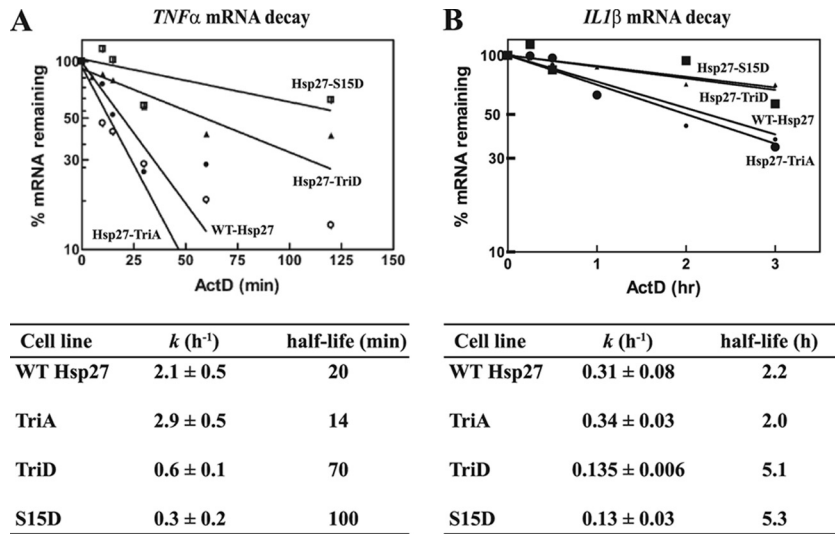 A
TNFα mRNA decay
% mRNA remaining
100
50
30
10
Hsp27-S15D
Hsp27-TriD
WT-Hsp27
Hsp27-TriA
0 25 50 75 100 125 150
ActD (min)
Cell line k (h⁻¹) half-life (min)
WT Hsp27 2.1 ± 0.5 20
TriA 2.9 ± 0.5 14
TriD 0.6 ± 0.1 70
S15D 0.3 ± 0.2 100
B
IL1β mRNA decay
% mRNA remaining
100
50
30
10
Hsp27-S15D
Hsp27-TriD
WT-Hsp27
Hsp27-TriA
0 1 2 3
ActD (hr)
Cell line k (h⁻¹) half-life (h)
WT Hsp27 0.31 ± 0.08 2.2
TriA 0.34 ± 0.03 2.0
TriD 0.135 ± 0.006 5.1
S15D 0.13 ± 0.03 5.3